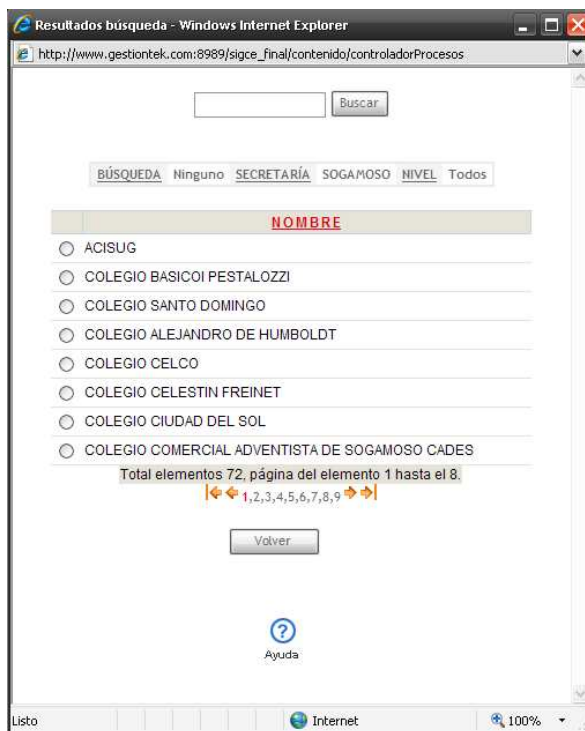 Resultados búsqueda - Windows Internet Explorer
http://www.gestiontek.com:8989/sigce_final/contenido/controladorProcesos
Buscar
BÚSQUEDA Ninguno SECRETARÍA SOGAMOSO NIVEL Todos
NOMBRE
ACISUG
COLEGIO BASICOI PESTALOZZI
COLEGIO SANTO DOMINGO
COLEGIO ALEJANDRO DE HUMBOLDT
COLEGIO CELCO
COLEGIO CELESTIN FREINET
COLEGIO CIUDAD DEL SOL
COLEGIO COMERCIAL ADVENTISTA DE SOGAMOSO CADES
Total elementos 72, página del elemento 1 hasta el 8.
1,2,3,4,5,6,7,8,9
Volver
Ayuda
Listo Internet 100%